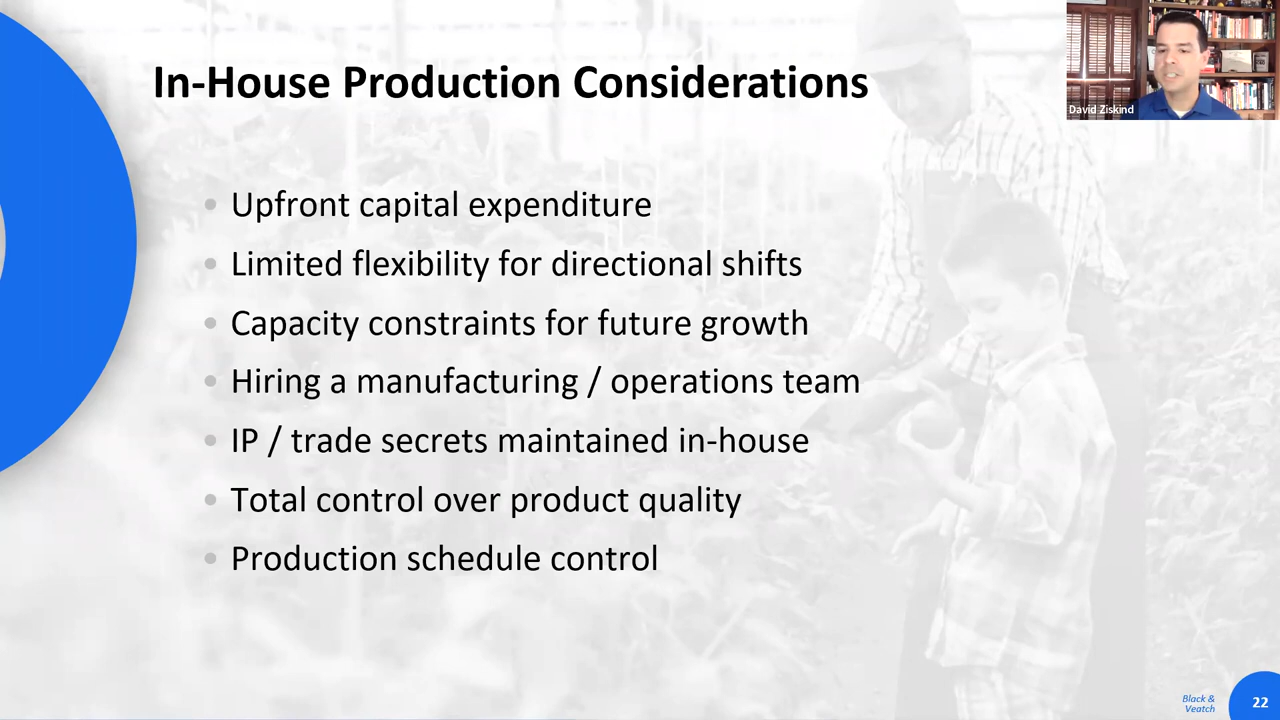 In-House Production Considerations
David Ziskind
Upfront capital expenditure
Limited flexibility for directional shifts
Capacity constraints for future growth
Hiring a manufacturing / operations team
IP / trade secrets maintained in-house
Total control over product quality
Production schedule control
Black &
Veatch
22